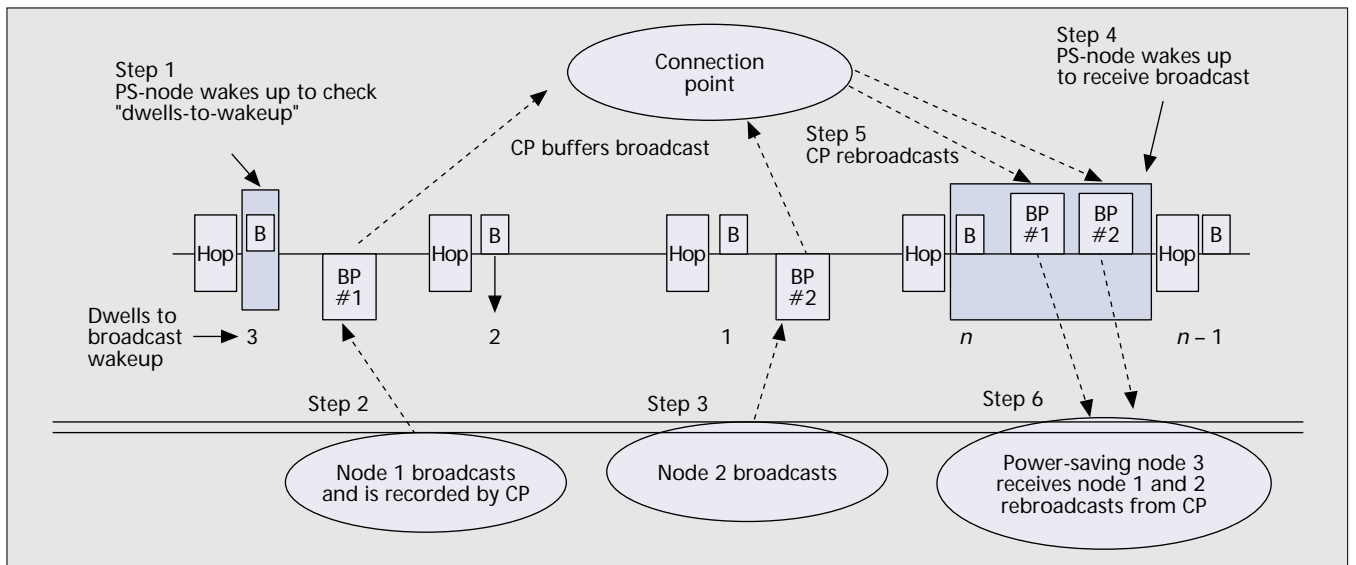 Step 1
PS-node wakes up to check
"dwells-to-wakeup"
Connection
point
Step 4
PS-node wakes up
to receive broadcast
CP buffers broadcast
Step 5
CP rebroadcasts
Hop
B
BP
#1
Hop
B
Hop
B
BP
#2
Hop
B
BP
#1
BP
#2
Hop
B
Dwells to
broadcast
wakeup
3
2
1
n
n – 1
Step 2
Step 3
Step 6
Node 1 broadcasts
and is recorded by CP
Node 2 broadcasts
Power-saving node 3
receives node 1 and 2
rebroadcasts from CP